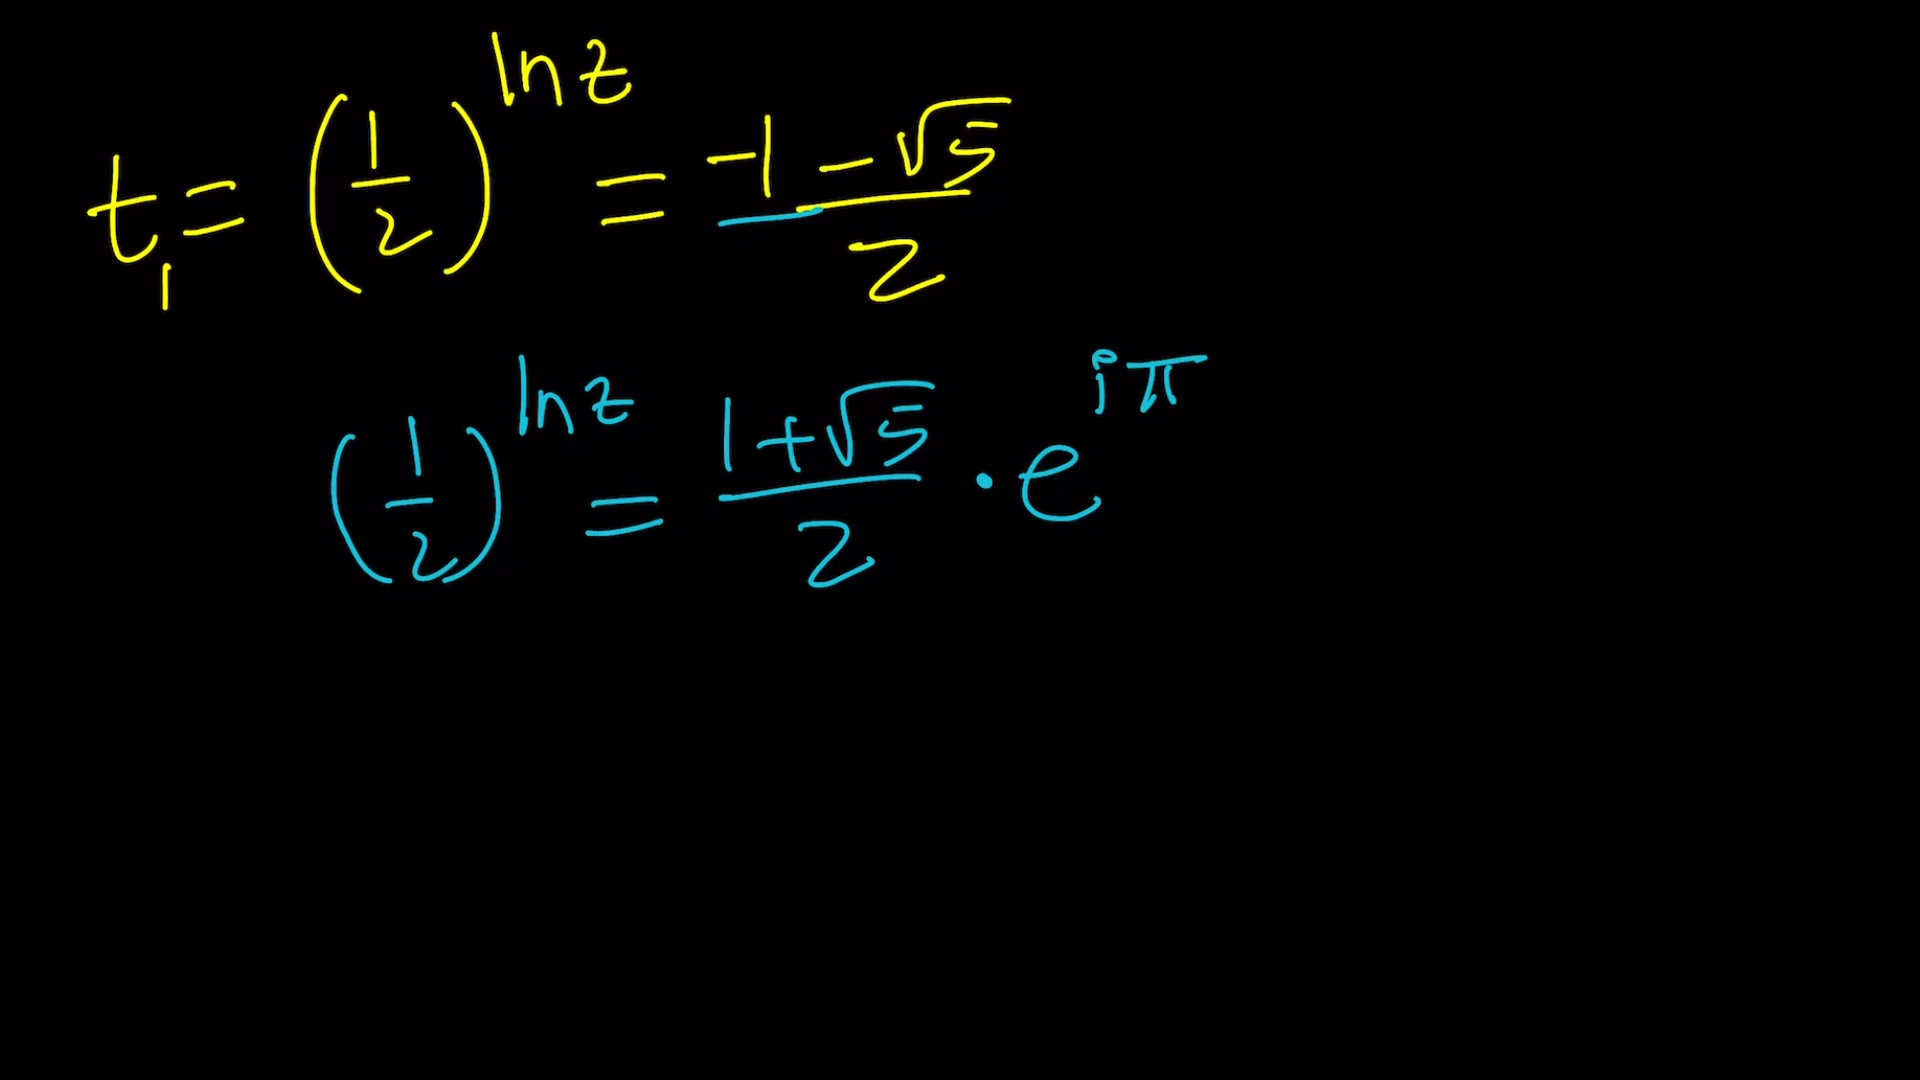 t₁ = (1/2)^(ln z) = (-1 - √5)/2
(1/2)^(ln z) = (1 + √5)/2 · e^(iπ)